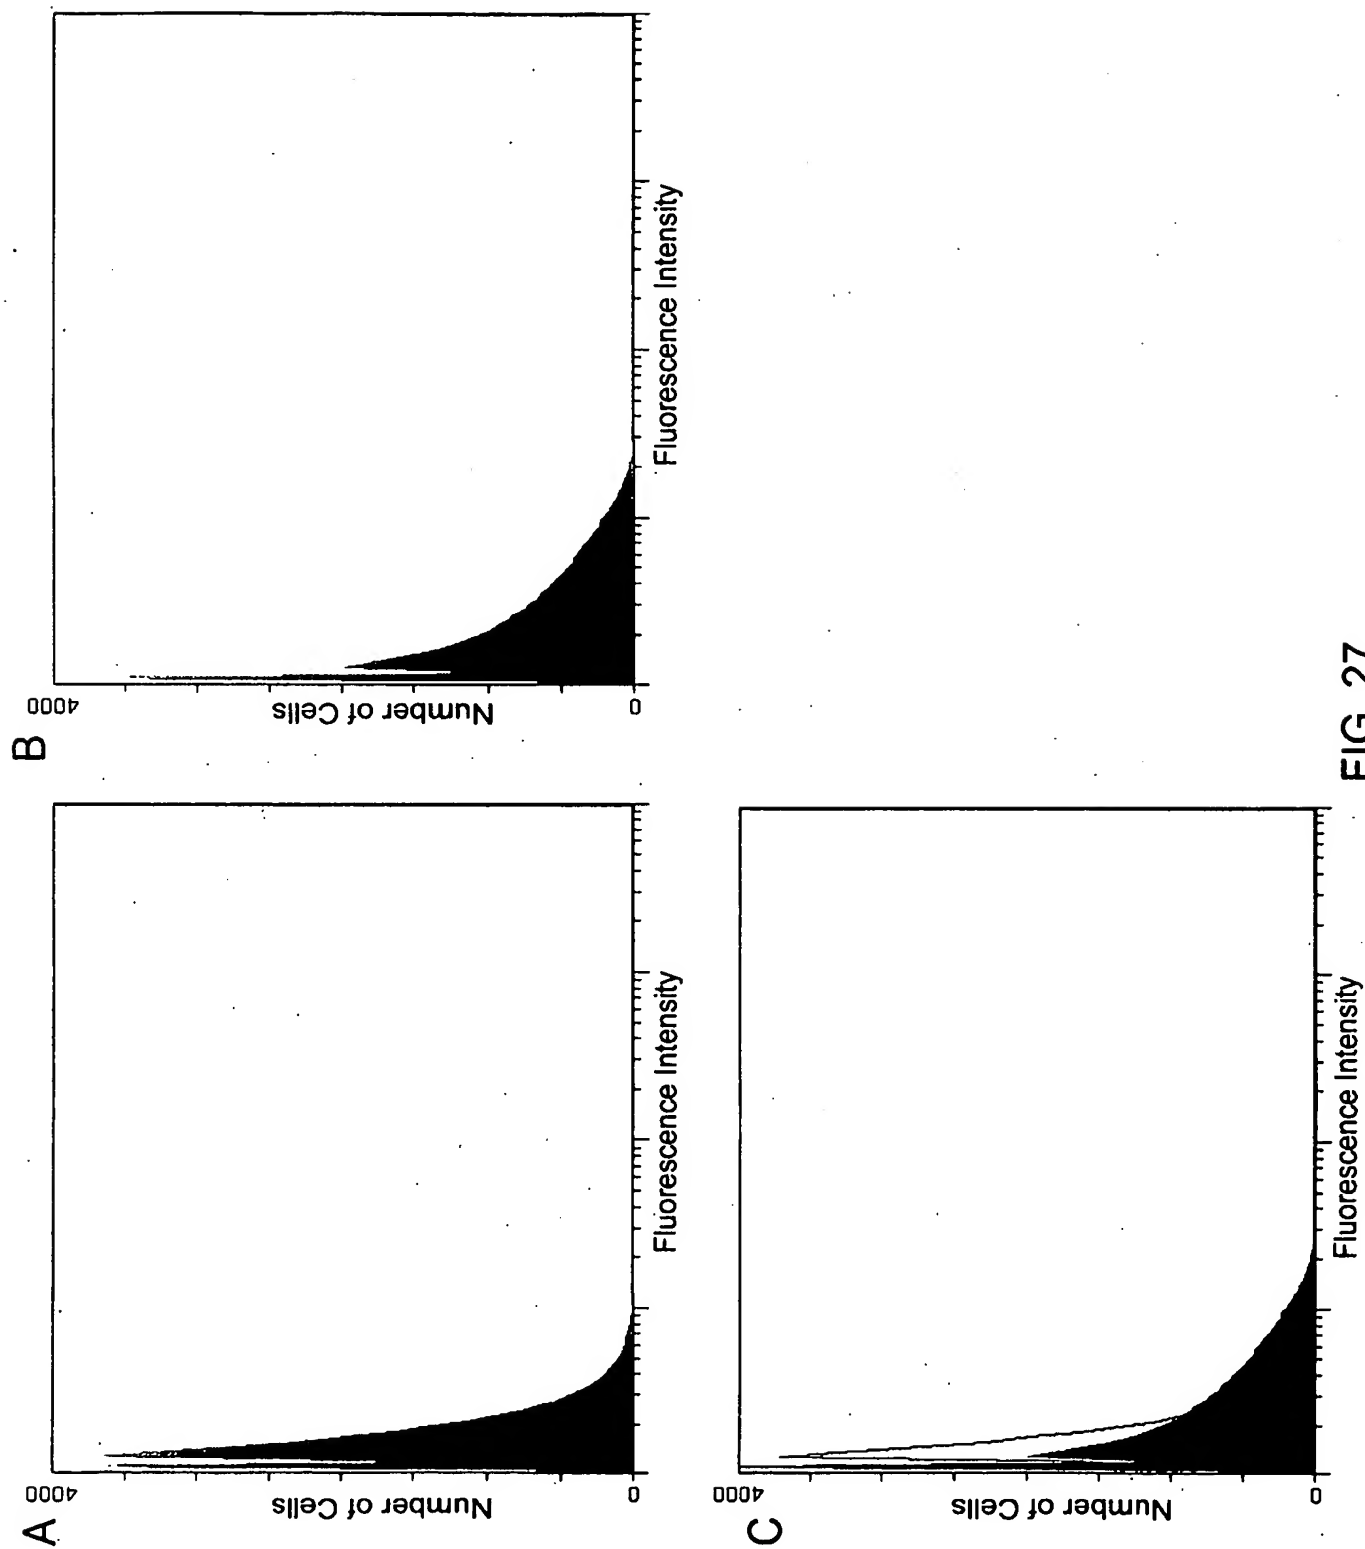 A
4000
Number of Cells
0
Fluorescence Intensity
B
4000
Number of Cells
0
Fluorescence Intensity
C
4000
Number of Cells
0
Fluorescence Intensity
FIG. 27